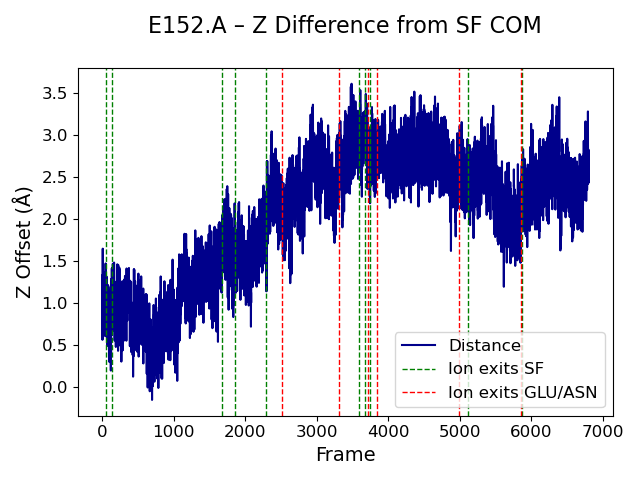 E152.A – Z Difference from SF COM
Z Offset (Å)
3.5
3.0
2.5
2.0
1.5
1.0
0.5
0.0
Distance
Ion exits SF
Ion exits GLU/ASN
0 1000 2000 3000 4000 5000 6000 7000
Frame